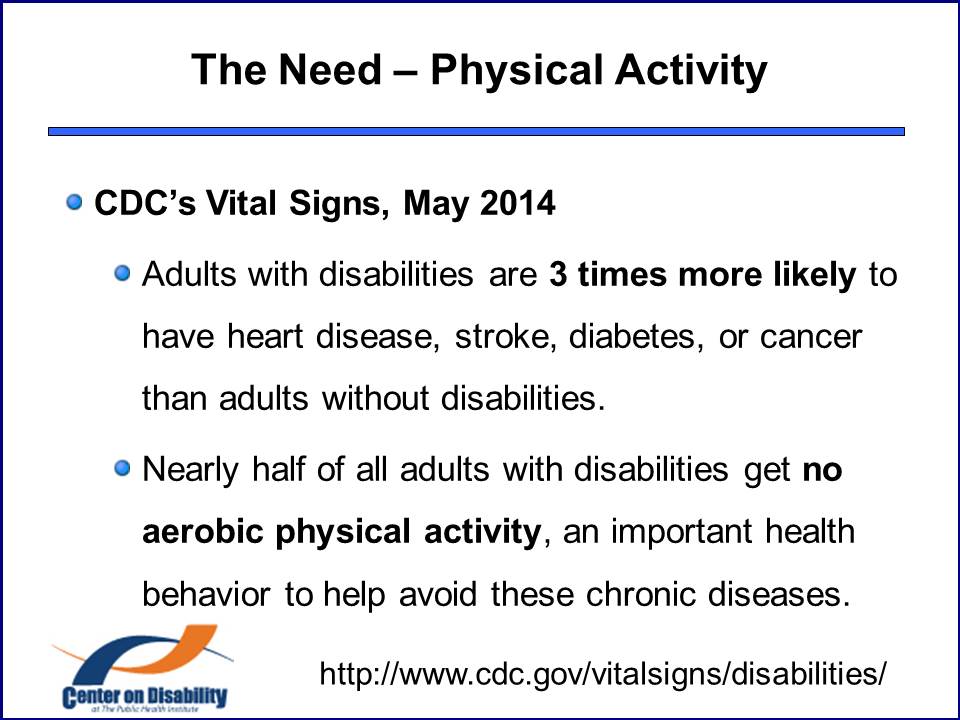 The Need – Physical Activity
CDC’s Vital Signs, May 2014
Adults with disabilities are 3 times more likely to
have heart disease, stroke, diabetes, or cancer
than adults without disabilities.
Nearly half of all adults with disabilities get no
aerobic physical activity, an important health
behavior to help avoid these chronic diseases.
Center on Disability
at The Public Health Institute
http://www.cdc.gov/vitalsigns/disabilities/